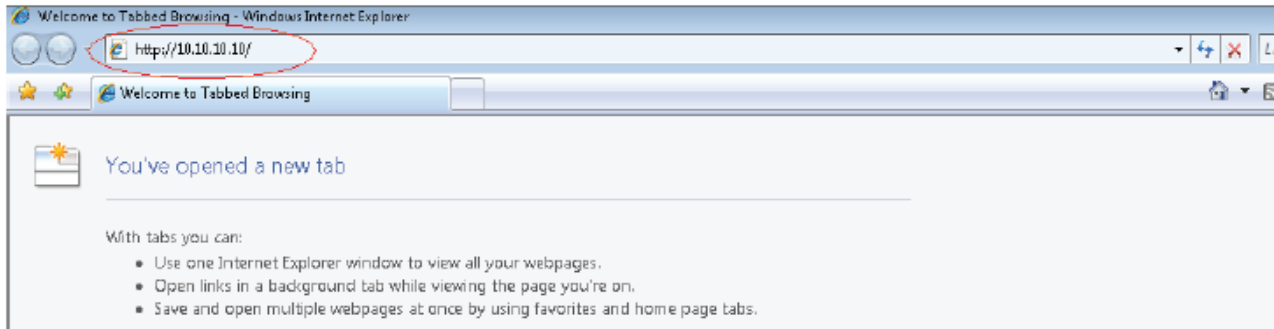 Welcome to Tabbed Browsing - Windows Internet Explorer
http://10.10.10.10/
Welcome to Tabbed Browsing
You've opened a new tab
With tabs you can:
• Use one Internet Explorer window to view all your webpages.
• Open links in a background tab while viewing the page you're on.
• Save and open multiple webpages at once by using favorites and home page tabs.